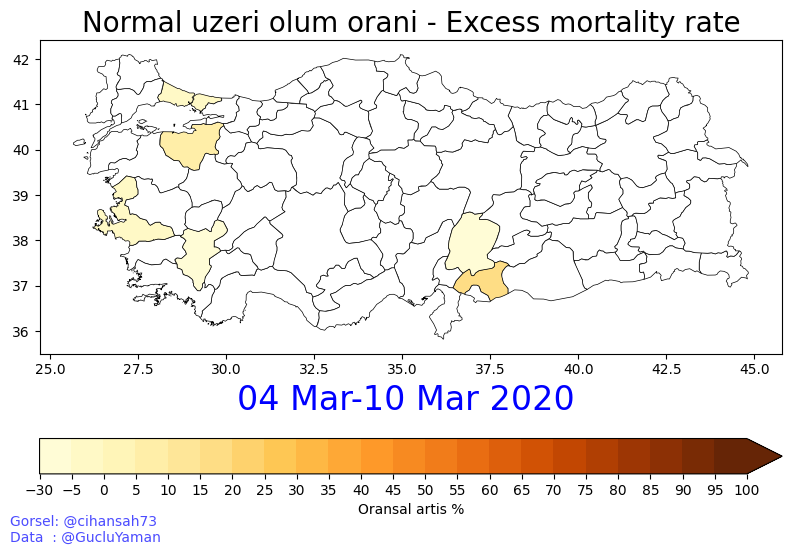 Normal uzeri olum orani - Excess mortality rate
42
41
40
39
38
37
36
25.0 27.5 30.0 32.5 35.0 37.5 40.0 42.5 45.0
04 Mar-10 Mar 2020
−30 −5 0 5 10 15 20 25 30 35 40 45 50 55 60 65 70 75 80 85 90 95 100
Oransal artis %
Gorsel: @cihansah73
Data : @GucluYaman